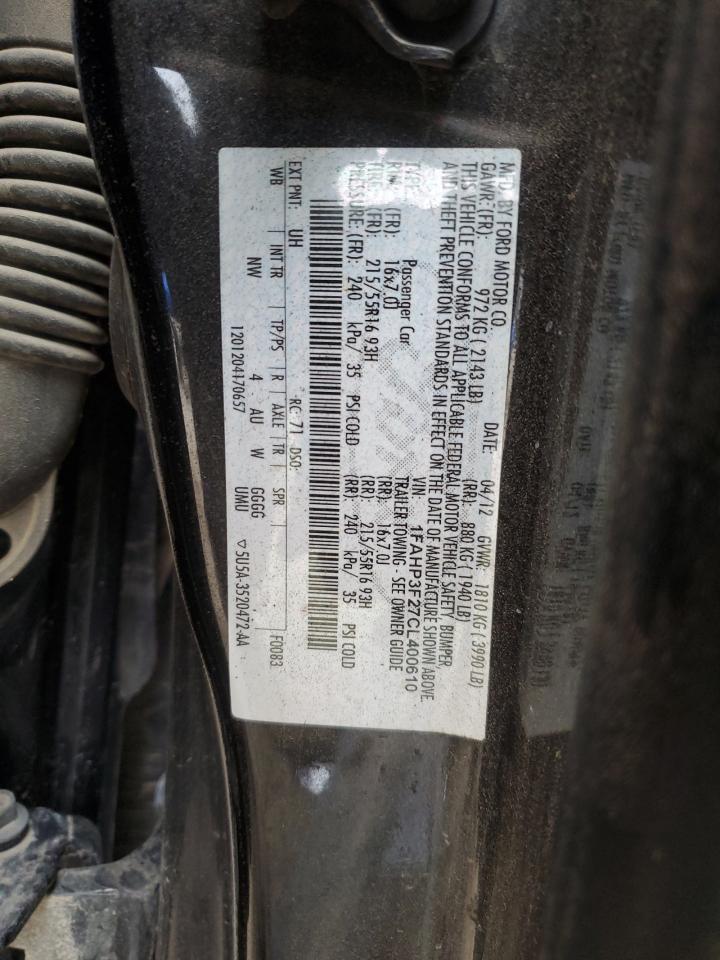 MFD. BY FORD MOTOR CO.
DATE: 04/12 GVWR: 1810 KG ( 3990 LB)
GAWR: (FR): 972 KG ( 2143 LB) (RR): 880 KG ( 1940 LB)
THIS VEHICLE CONFORMS TO ALL APPLICABLE FEDERAL MOTOR VEHICLE SAFETY, BUMPER,
AND THEFT PREVENTION STANDARDS IN EFFECT ON THE DATE OF MANUFACTURE SHOWN ABOVE.
VIN: 1FAHP3F27CL400610
TYPE: Passenger Car TRAILER TOWING - SEE OWNER GUIDE
(FR): 16x7.0J (RR): 16x7.0J
(FR): 215/55R16 93H (RR): 215/55R16 93H
PRESSURE: (FR): 240 kPa/ 35 PSI COLD (RR): 240 kPa/ 35 PSI COLD
EXT PNT: UH RC: 71 DSO:
WB INT TR TP/PS R AXLE TR SPR F0083
NW 4 AU W GGGG
1201204170657 UMU ▽ 5U5A-3520472-AA